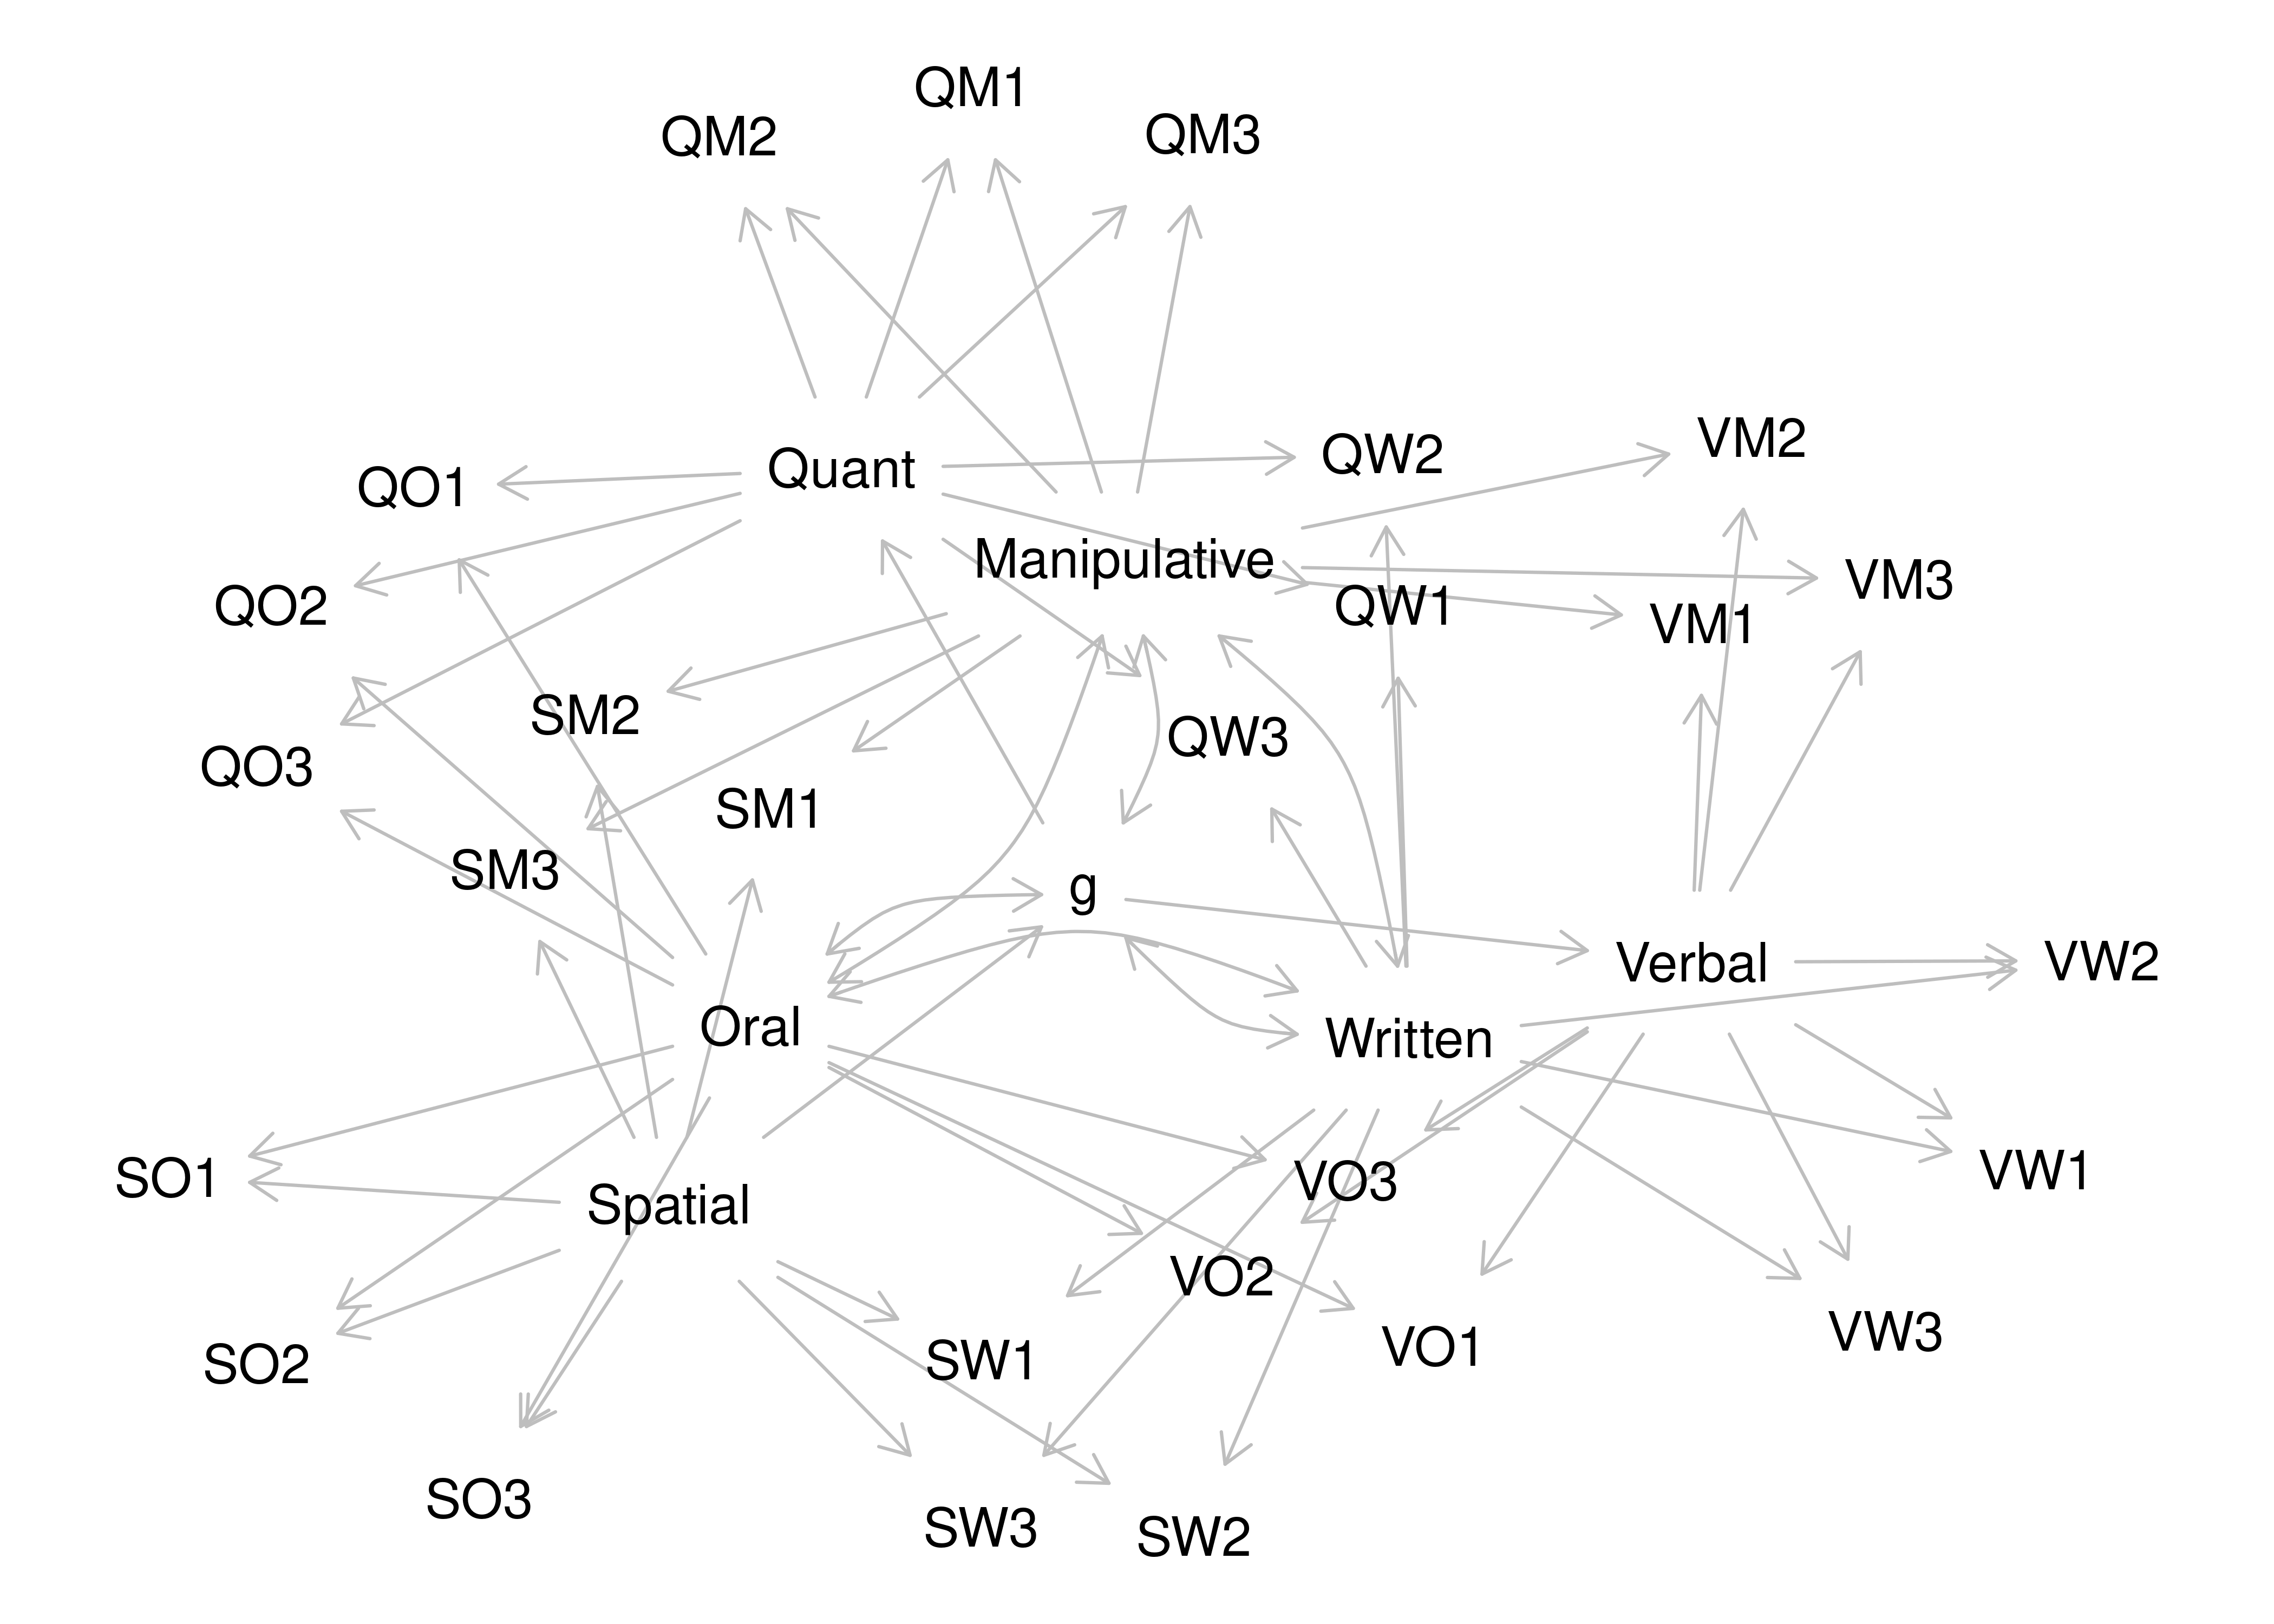 QM1
QM2
QM3
VM2
QW2
Quant
QO1
Manipulative
VM3
QO2
QW1
VM1
SM2
QW3
QO3
SM1
SM3
g
Verbal
VW2
Oral
Written
VW1
SO1
VO3
Spatial
VO2
VW3
VO1
SW1
SO2
SO3
SW3
SW2